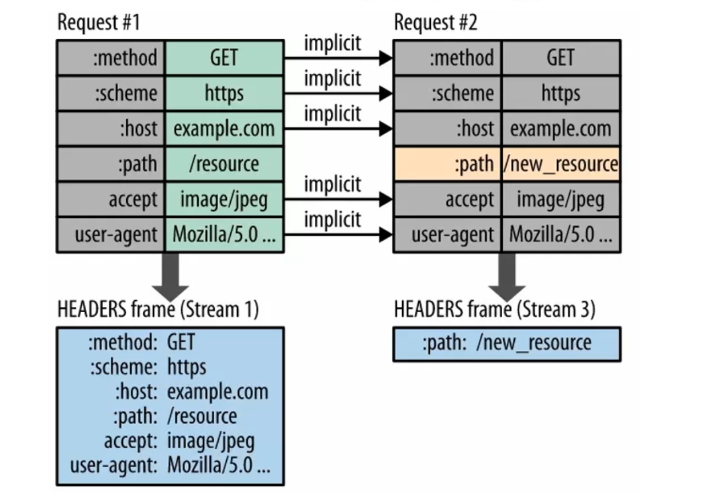 Request #1
:method GET
:scheme https
:host example.com
:path /resource
accept image/jpeg
user-agent Mozilla/5.0 ...
implicit
implicit
implicit
implicit
implicit
Request #2
:method GET
:scheme https
:host example.com
:path /new_resource
accept image/jpeg
user-agent Mozilla/5.0 ...
HEADERS frame (Stream 1)
:method: GET
:scheme: https
:host: example.com
:path: /resource
accept: image/jpeg
user-agent: Mozilla/5.0 ...
HEADERS frame (Stream 3)
:path: /new_resource